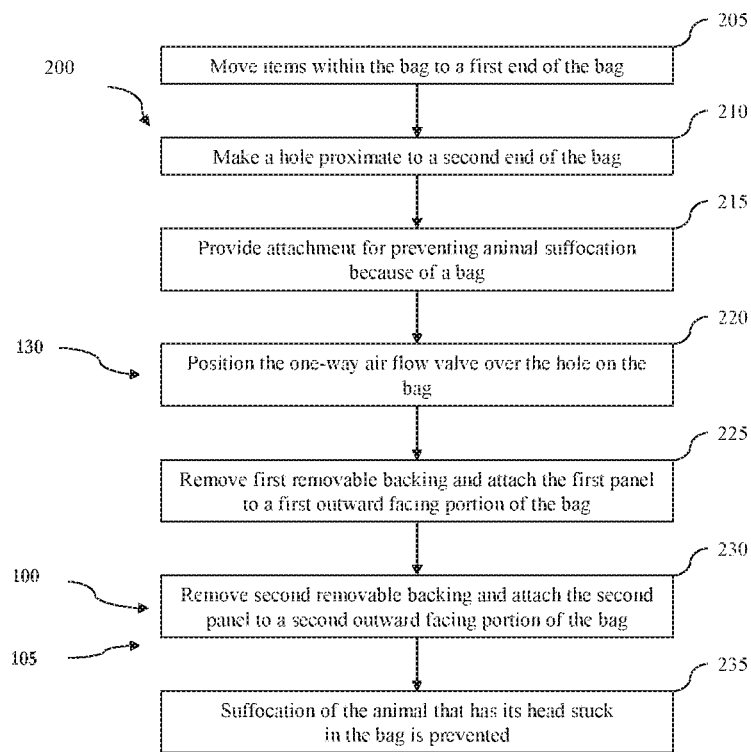 205
200
Move items within the bag to a first end of the bag
210
Make a hole proximate to a second end of the bag
215
Provide attachment for preventing animal suffocation
because of a bag
220
130
Position the one-way air flow valve over the hole on the
bag
225
Remove first removable backing and attach the first panel
to a first outward facing portion of the bag
230
100
Remove second removable backing and attach the second
panel to a second outward facing portion of the bag
105
235
Suffocation of the animal that has its head stuck
in the bag is prevented